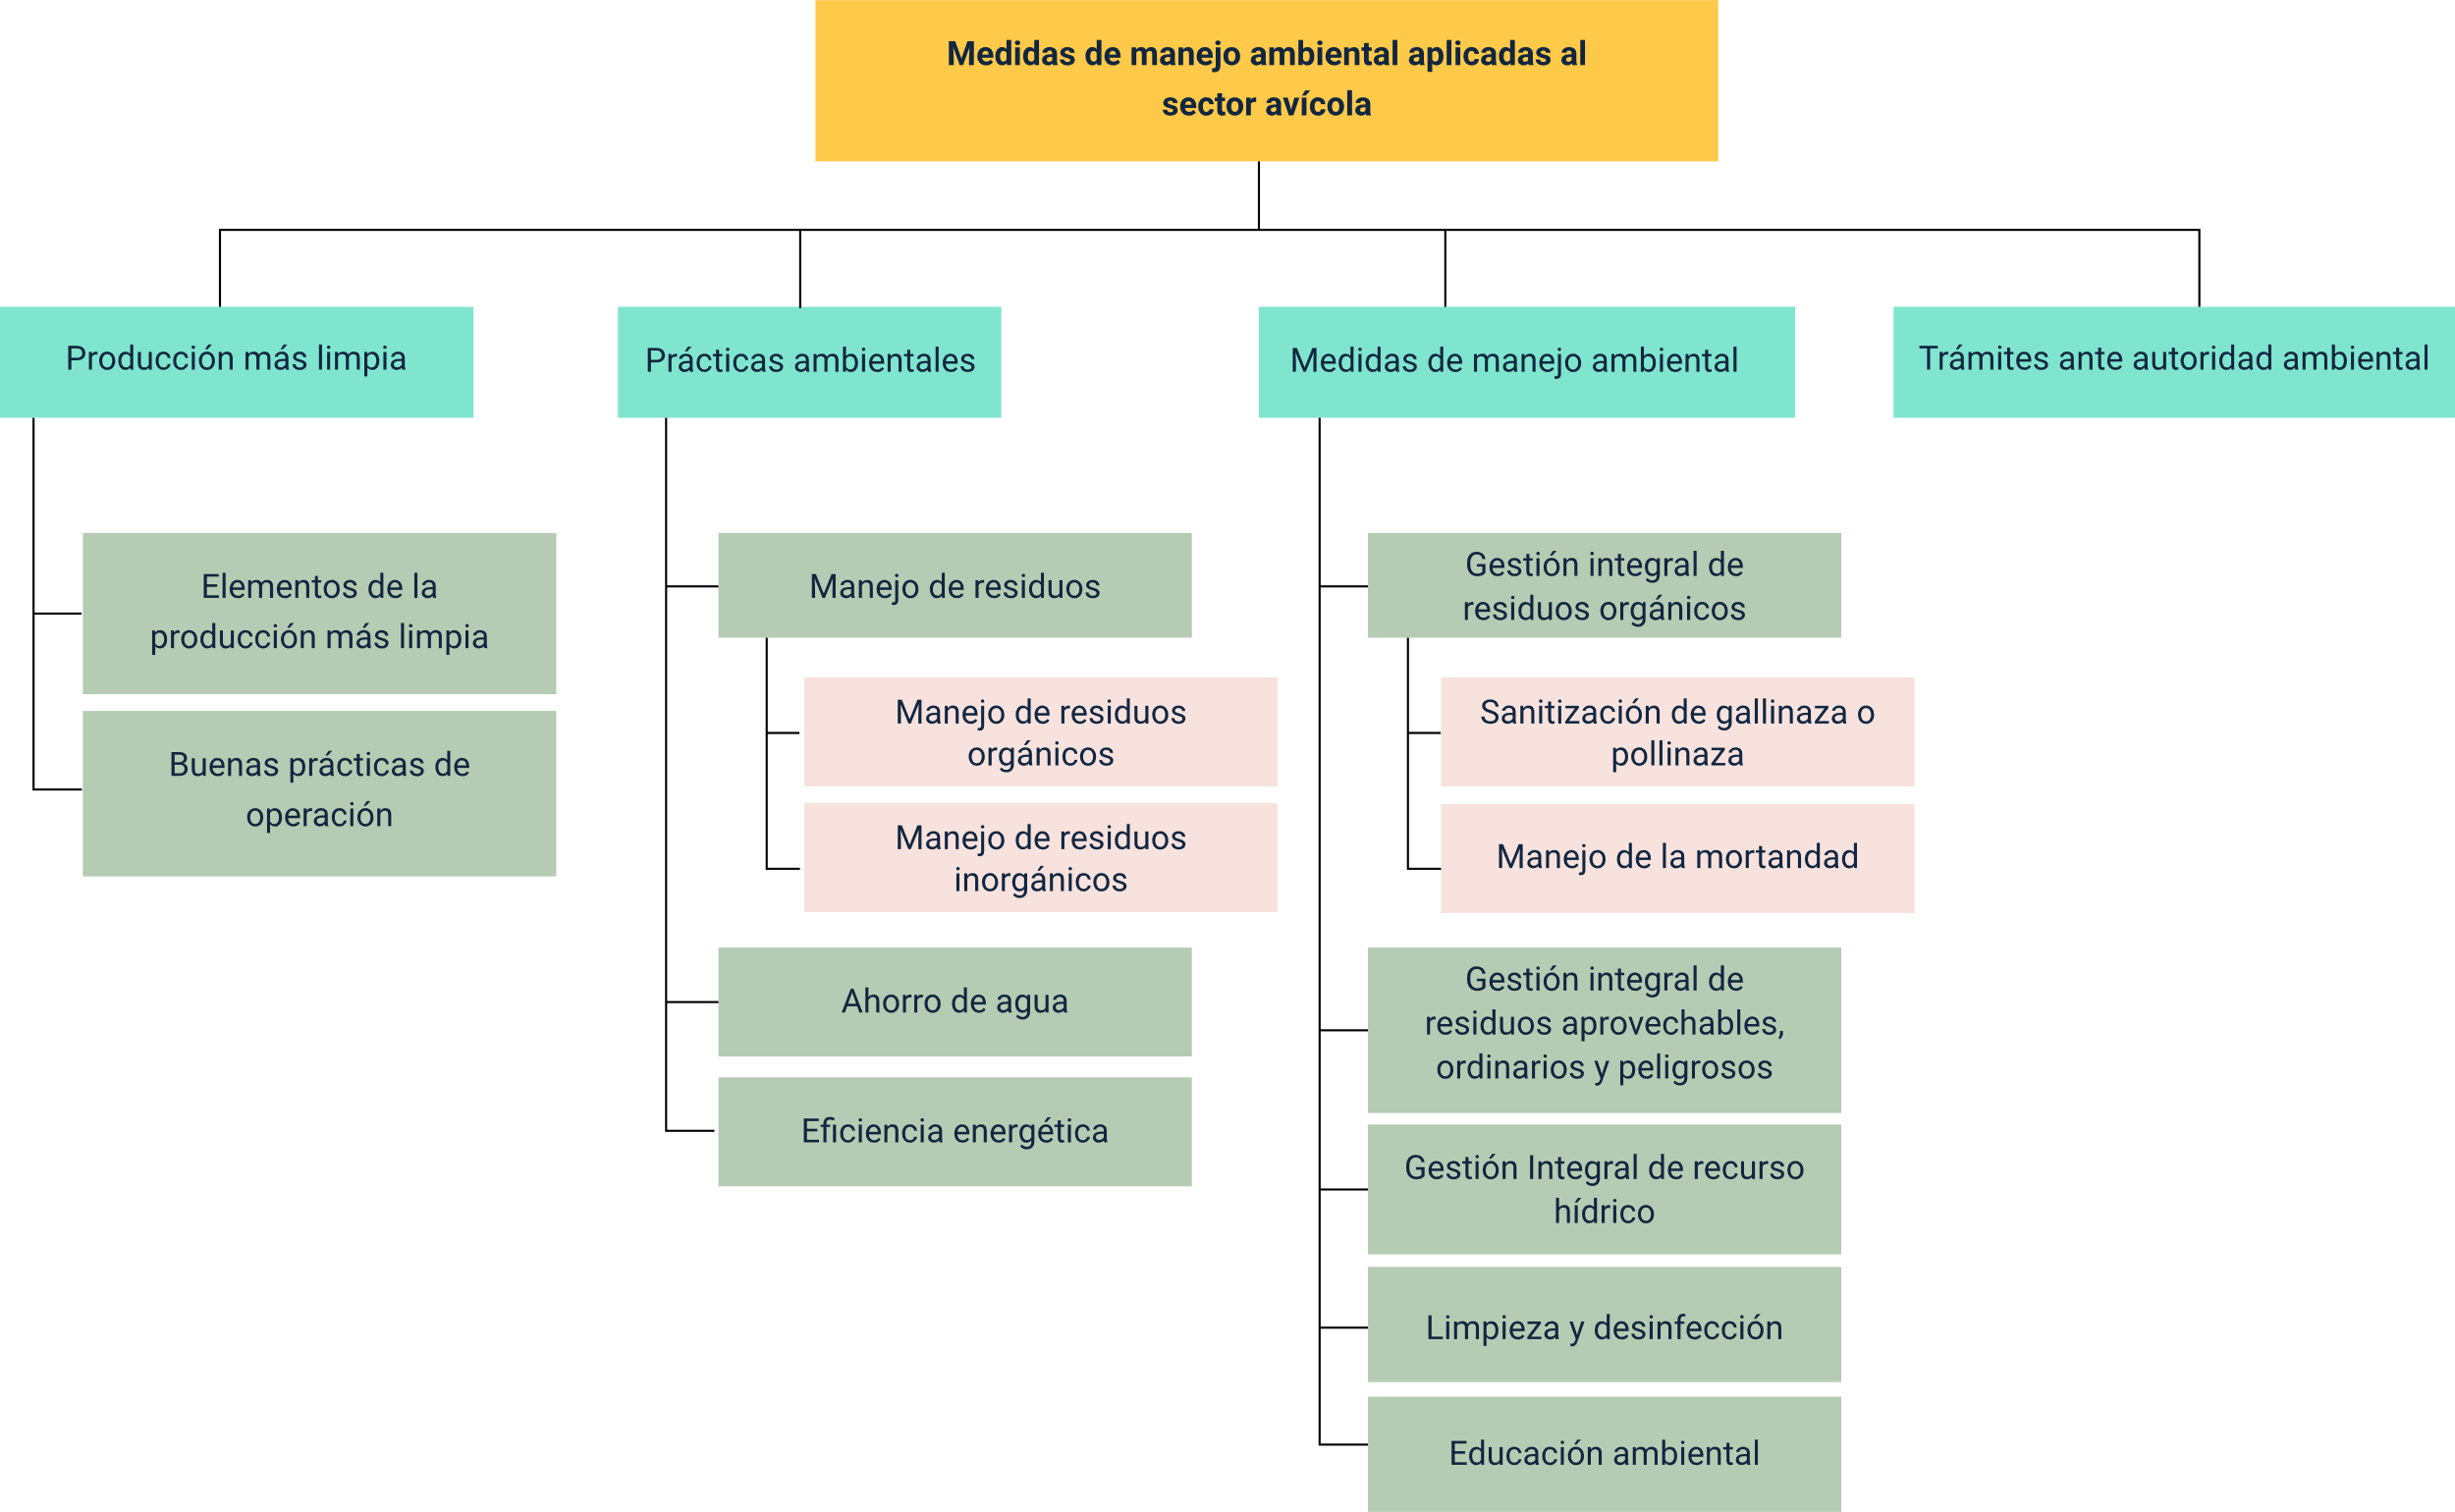 Medidas de manejo ambiental aplicadas al
sector avícola
Producción más limpia
Prácticas ambientales
Medidas de manejo ambiental
Trámites ante autoridad ambiental
Elementos de la
producción más limpia
Buenas prácticas de
operación
Manejo de residuos
Manejo de residuos
orgánicos
Manejo de residuos
inorgánicos
Ahorro de agua
Eficiencia energética
Gestión integral de
residuos orgánicos
Sanitización de gallinaza o
pollinaza
Manejo de la mortandad
Gestión integral de
residuos aprovechables,
ordinarios y peligrosos
Gestión Integral de recurso
hídrico
Limpieza y desinfección
Educación ambiental